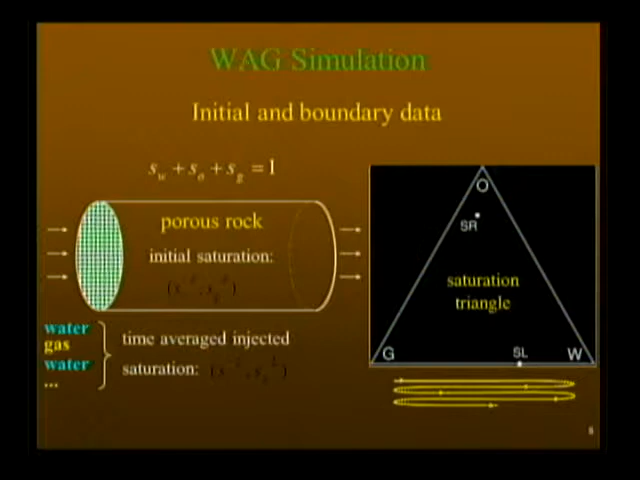 WAG Simulation
Initial and boundary data
s_w + s_o + s_g = 1
porous rock
initial saturation:
O
SR
saturation
triangle
G
SL
W
water
gas
water
...
time averaged injected
saturation:
8